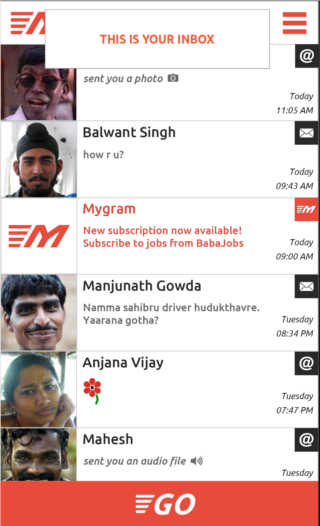 THIS IS YOUR INBOX
@
sent you a photo
Today
11:05 AM
Balwant Singh
how r u?
Today
09:43 AM
Mygram
New subscription now available!
Subscribe to jobs from BabaJobs
Today
09:00 AM
M
M
Manjunath Gowda
Namma sahibru driver hudukthavre.
Yaarana gotha?
Tuesday
08:34 PM
Anjana Vijay
@
Tuesday
07:47 PM
Mahesh
@
sent you an audio file
Tuesday
GO